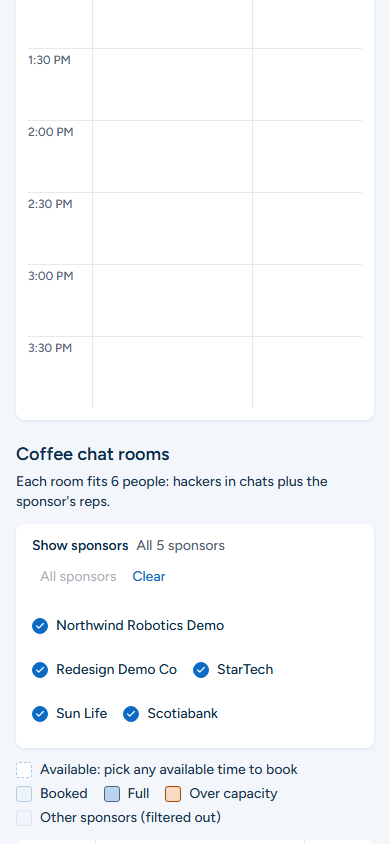 1:30 PM
2:00 PM
2:30 PM
3:00 PM
3:30 PM
Coffee chat rooms
Each room fits 6 people: hackers in chats plus the
sponsor's reps.
Show sponsors All 5 sponsors
All sponsors Clear
Northwind Robotics Demo
Redesign Demo Co StarTech
Sun Life Scotiabank
Available: pick any available time to book
Booked Full Over capacity
Other sponsors (filtered out)